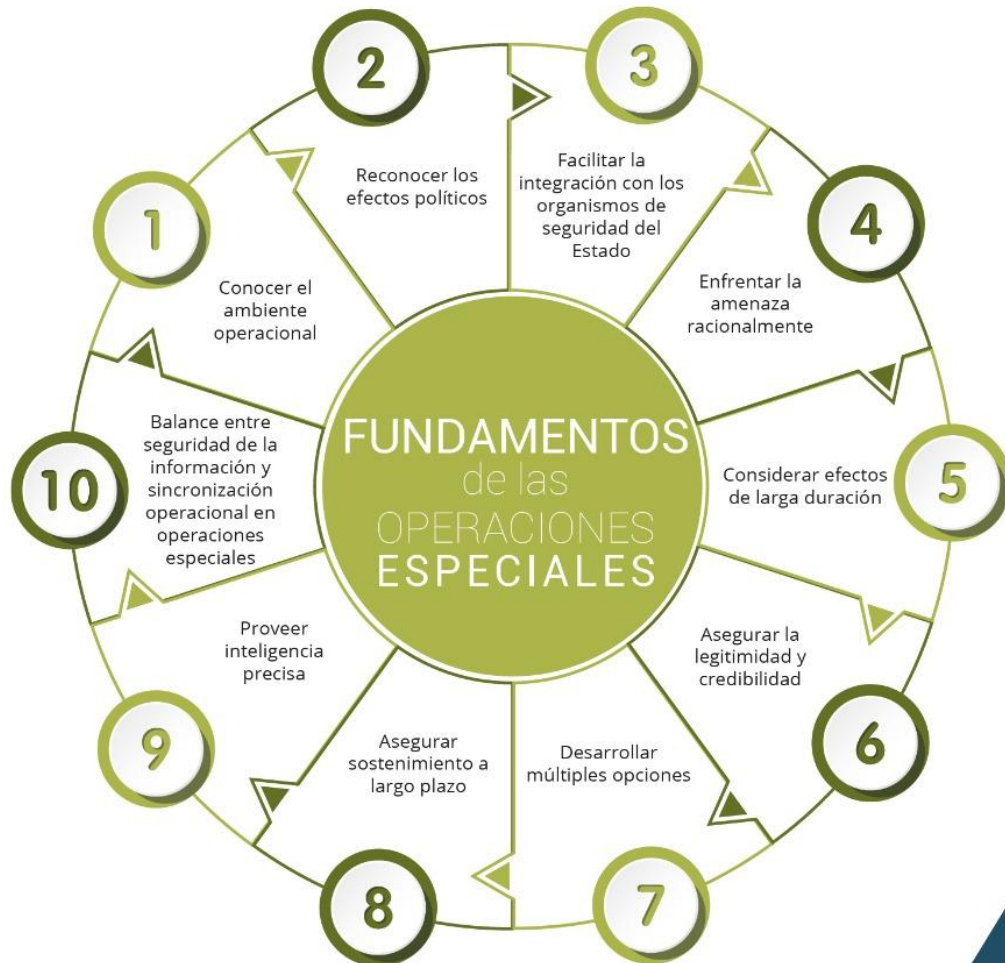 1
Conocer el
ambiente
operacional
2
Reconocer los
efectos políticos
3
Facilitar la
integración con los
organismos de
seguridad del
Estado
4
Enfrentar la
amenaza
racionalmente
5
Considerar efectos
de larga duración
6
Asegurar la
legitimidad y
credibilidad
7
Desarrollar
múltiples opciones
8
Asegurar
sostenimiento a
largo plazo
9
Proveer
inteligencia
precisa
10
Balance entre
seguridad de la
información y
sincronización
operacional en
operaciones
especiales
FUNDAMENTOS
de las
OPERACIONES
ESPECIALES